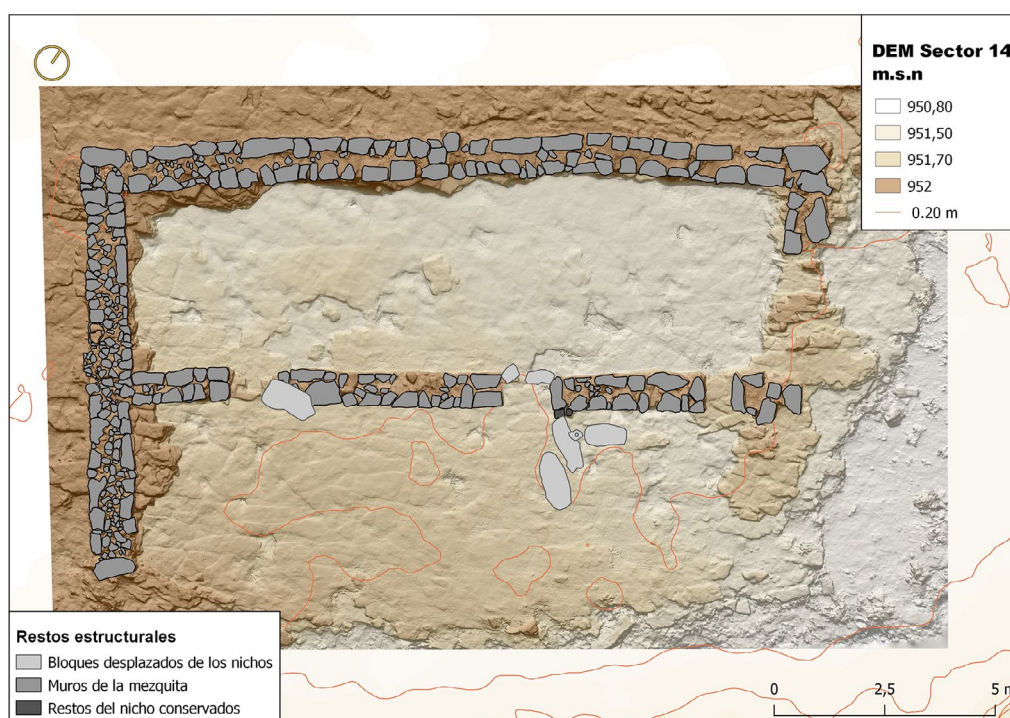 DEM Sector 14
m.s.n
950,80
951,50
951,70
952
0.20 m
Restos estructurales
Bloques desplazados de los nichos
Muros de la mezquita
Restos del nicho conservados
0 2,5 5 m